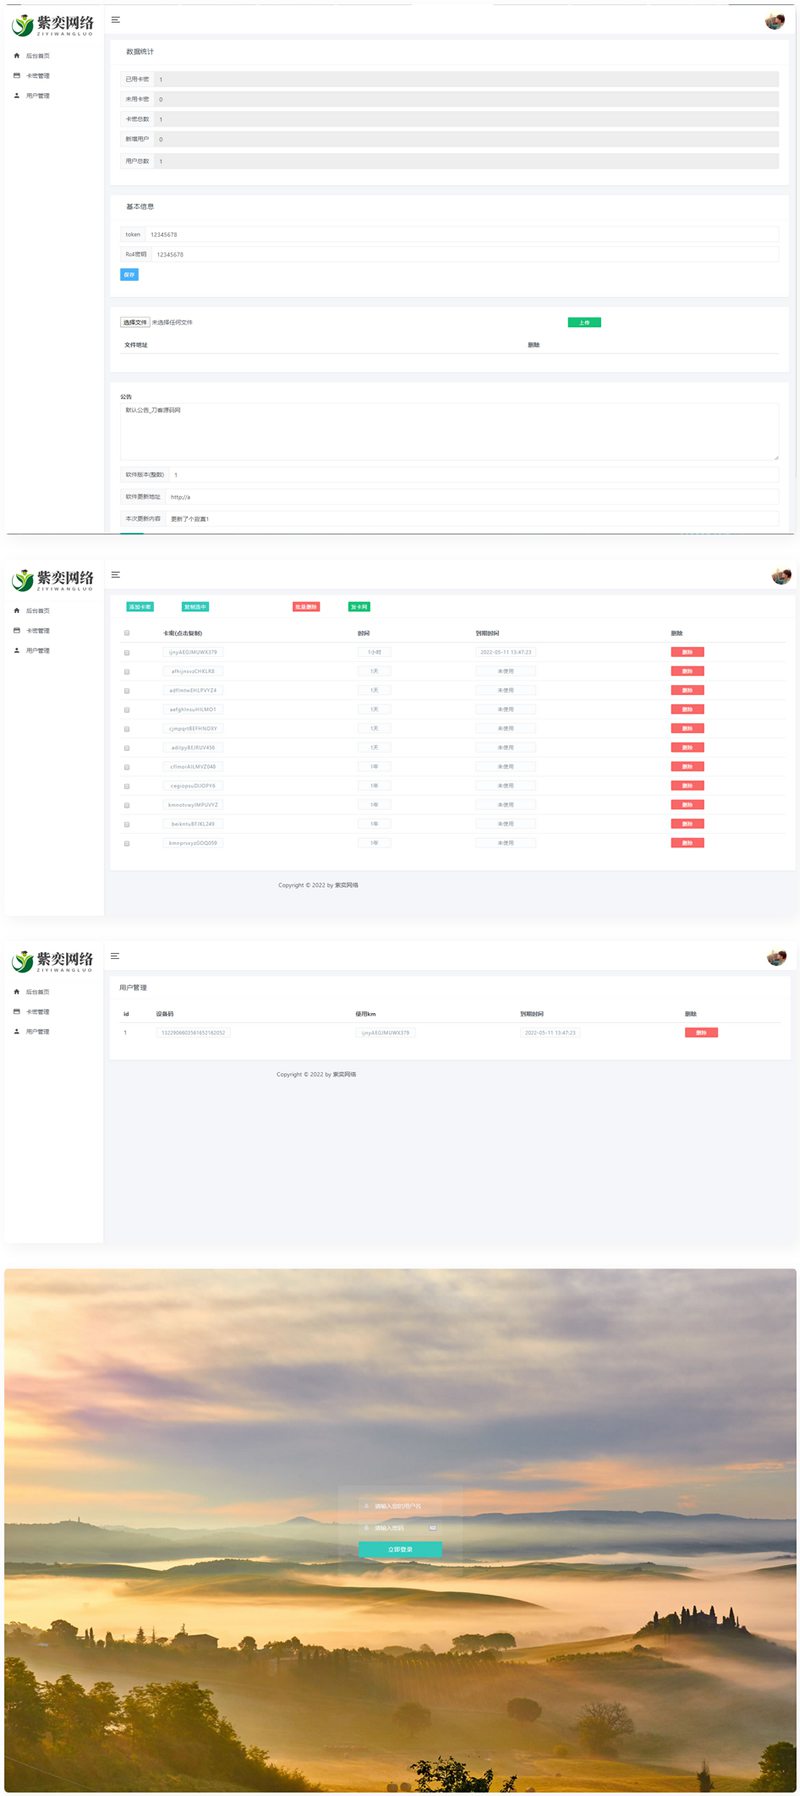 紫奕网络
ZIYIWANGLUO
后台首页
卡密管理
用户管理
数据统计
已用卡密 1
未用卡密 0
卡密总数 1
新增用户 0
用户总数 1
基本信息
token 12345678
Rc4密钥 12345678
保存
选择文件 未选择任何文件 上传
文件地址 删除
公告
默认公告_刀客源码网
软件版本(整数) 1
软件更新地址 http://a
本次更新内容 更新了个寂寞1
紫奕网络
ZIYIWANGLUO
后台首页
卡密管理
用户管理
添加卡密 复制选中 批量删除 发卡网
卡密(点击复制) 时间 到期时间 删除
ijnyAEGJMUWX379 1小时 2022-05-11 13:47:23 删除
1天 未使用 删除
1天 未使用 删除
1天 未使用 删除
1天 未使用 删除
1天 未使用 删除
1年 未使用 删除
1年 未使用 删除
1年 未使用 删除
1年 未使用 删除
1年 未使用 删除
Copyright © 2022 by 紫奕网络
紫奕网络
ZIYIWANGLUO
后台首页
卡密管理
用户管理
用户管理
id 设备码 使用km 到期时间 删除
1 ijnyAEGJMUWX379 2022-05-11 13:47:23 删除
Copyright © 2022 by 紫奕网络
请输入您的用户名
请输入密码
立即登录